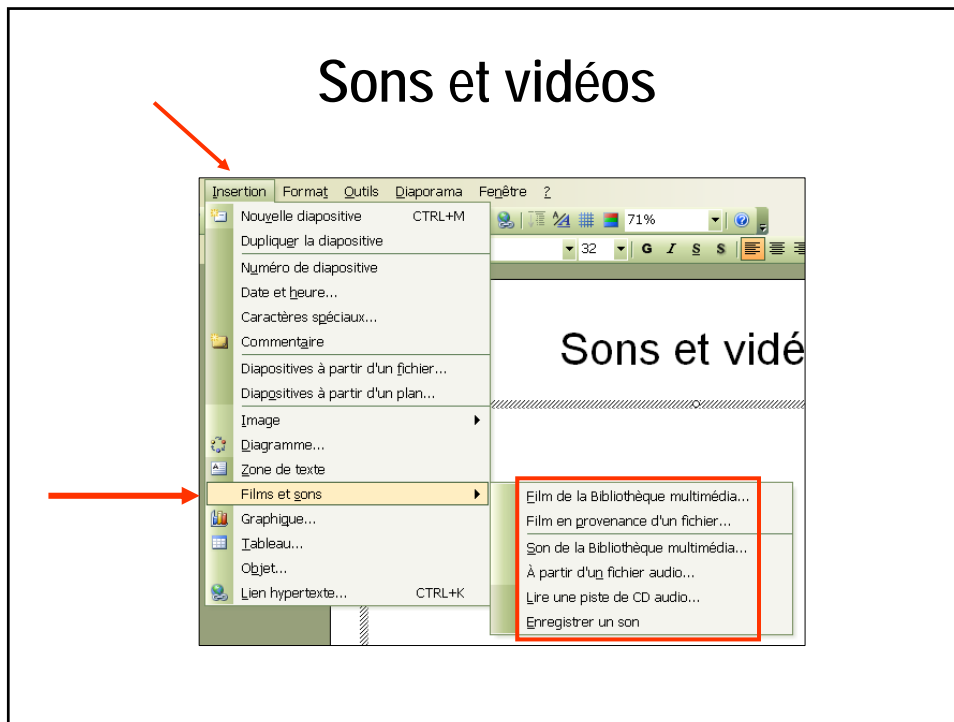 Sons et vidéos
Insertion Format Outils Diaporama Fenêtre ?
Nouvelle diapositive CTRL+M
71%
Dupliquer la diapositive
32 G I S S
Numéro de diapositive
Date et heure...
Caractères spéciaux...
Commentaire
Sons et vidé
Diapositives à partir d'un fichier...
Diapositives à partir d'un plan...
Image
Diagramme...
Zone de texte
Films et sons
Graphique...
Tableau...
Objet...
Lien hypertexte... CTRL+K
Film de la Bibliothèque multimédia...
Film en provenance d'un fichier...
Son de la Bibliothèque multimédia...
À partir d'un fichier audio...
Lire une piste de CD audio...
Enregistrer un son